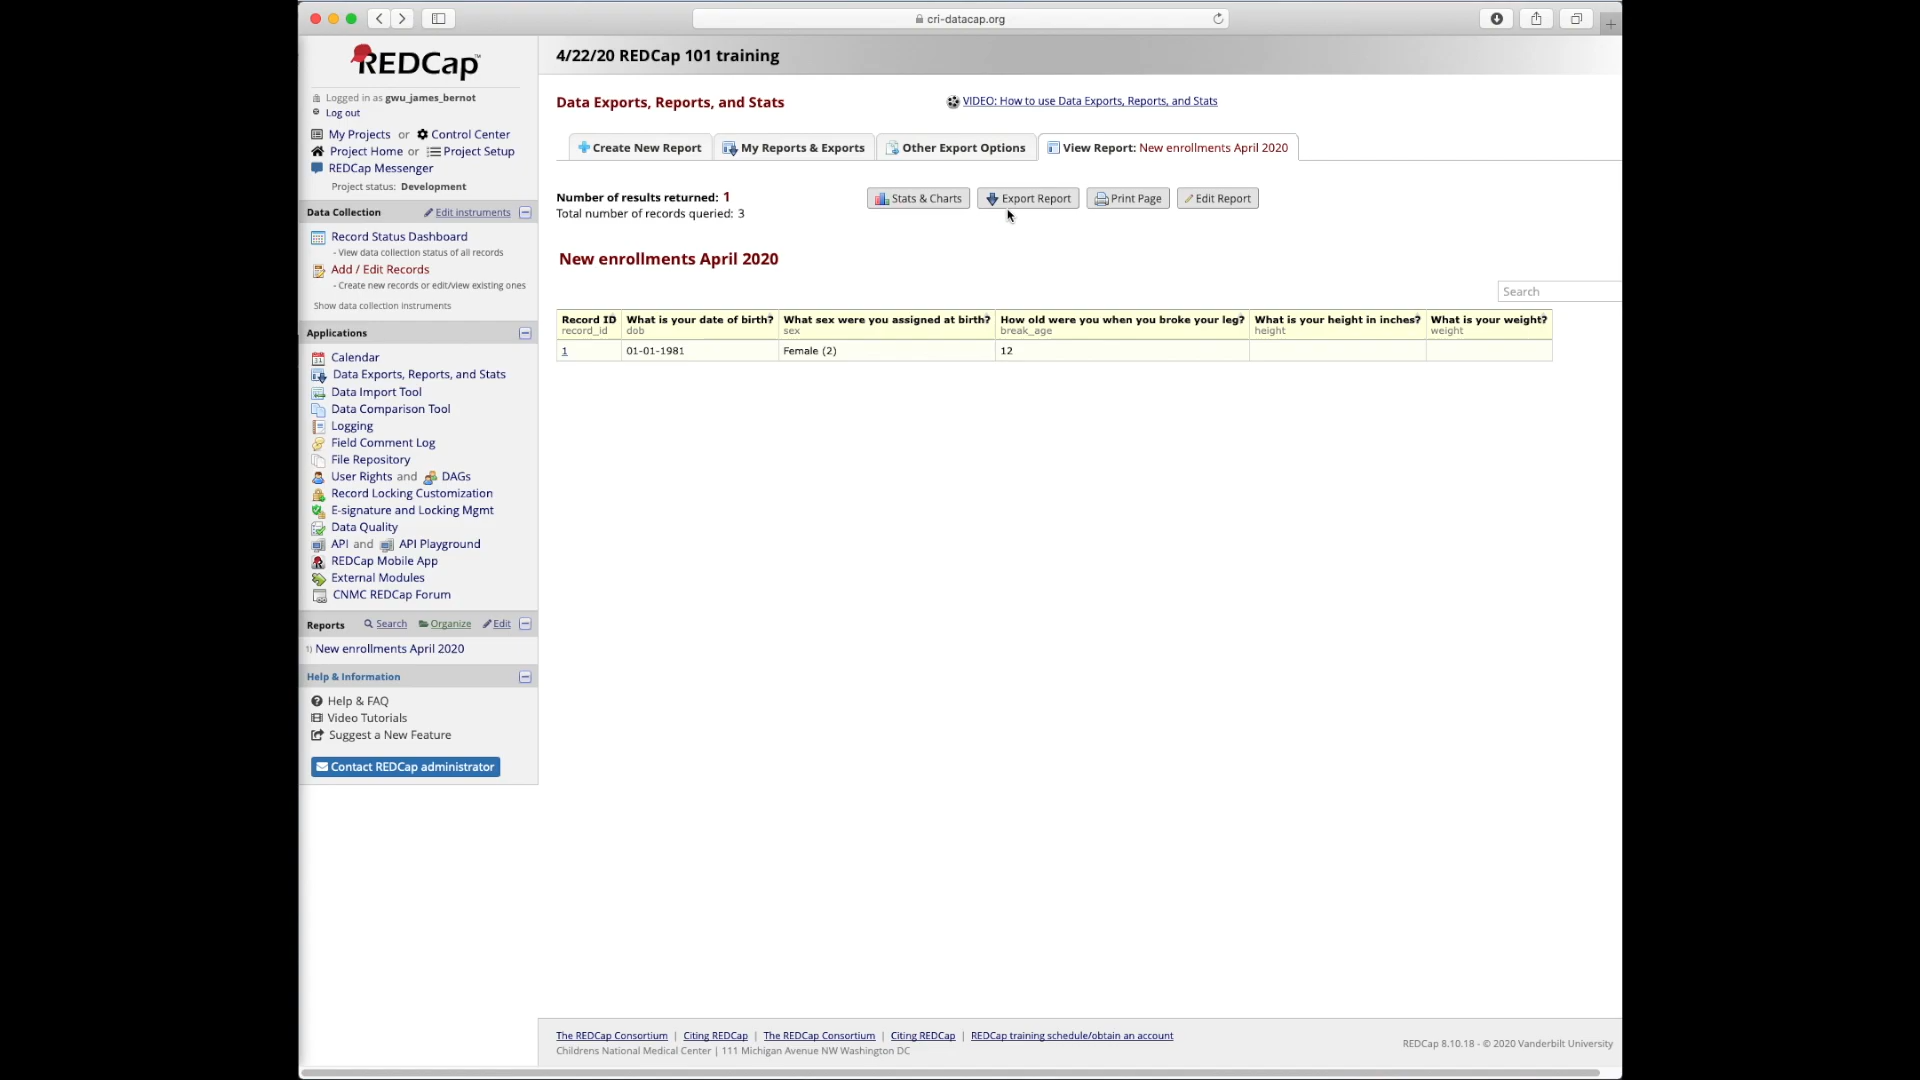 cri-datacap.org
REDCap
Logged in as gwu_james_bernot
Log out
My Projects or Control Center
Project Home or Project Setup
REDCap Messenger
Project status: Development
Data Collection Edit instruments
Record Status Dashboard
- View data collection status of all records
Add / Edit Records
- Create new records or edit/view existing ones
Show data collection instruments
Applications
Calendar
Data Exports, Reports, and Stats
Data Import Tool
Data Comparison Tool
Logging
Field Comment Log
File Repository
User Rights and DAGs
Record Locking Customization
E-signature and Locking Mgmt
Data Quality
API and API Playground
REDCap Mobile App
External Modules
CNMC REDCap Forum
Reports Search Organize Edit
1) New enrollments April 2020
Help & Information
Help & FAQ
Video Tutorials
Suggest a New Feature
Contact REDCap administrator
4/22/20 REDCap 101 training
Data Exports, Reports, and Stats VIDEO: How to use Data Exports, Reports, and Stats
Create New Report My Reports & Exports Other Export Options View Report: New enrollments April 2020
Number of results returned: 1
Total number of records queried: 3
Stats & Charts Export Report Print Page Edit Report
New enrollments April 2020
Search
Record ID What is your date of birth? What sex were you assigned at birth? How old were you when you broke your leg? What is your height in inches? What is your weight?
record_id dob sex break_age height weight
1 01-01-1981 Female (2) 12
The REDCap Consortium | Citing REDCap | The REDCap Consortium | Citing REDCap | REDCap training schedule/obtain an account
Childrens National Medical Center | 111 Michigan Avenue NW Washington DC
REDCap 8.10.18 - © 2020 Vanderbilt University